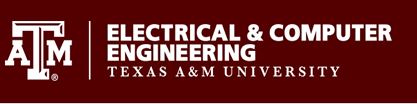 ATM®
ELECTRICAL & COMPUTER
ENGINEERING
TEXAS A&M UNIVERSITY